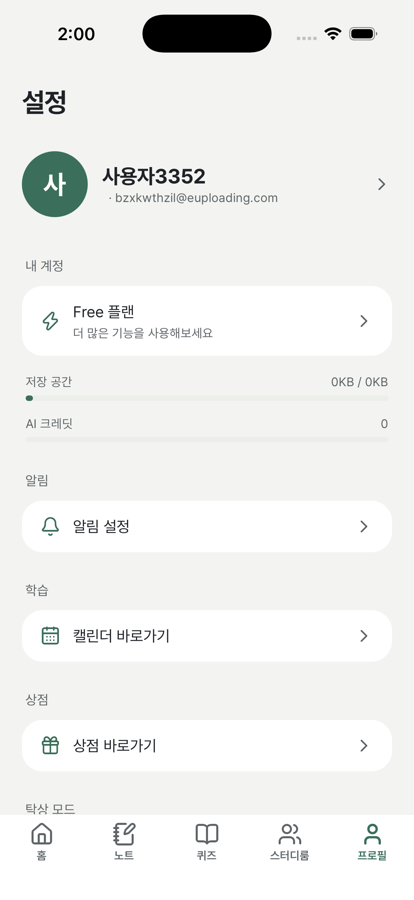 2:00
설정
사
사용자3352
· bzxkwthzil@euploading.com
내 계정
Free 플랜
더 많은 기능을 사용해보세요
저장 공간 0KB / 0KB
AI 크레딧 0
알림
알림 설정
학습
캘린더 바로가기
상점
상점 바로가기
탁상 모드
홈 노트 퀴즈 스터디룸 프로필